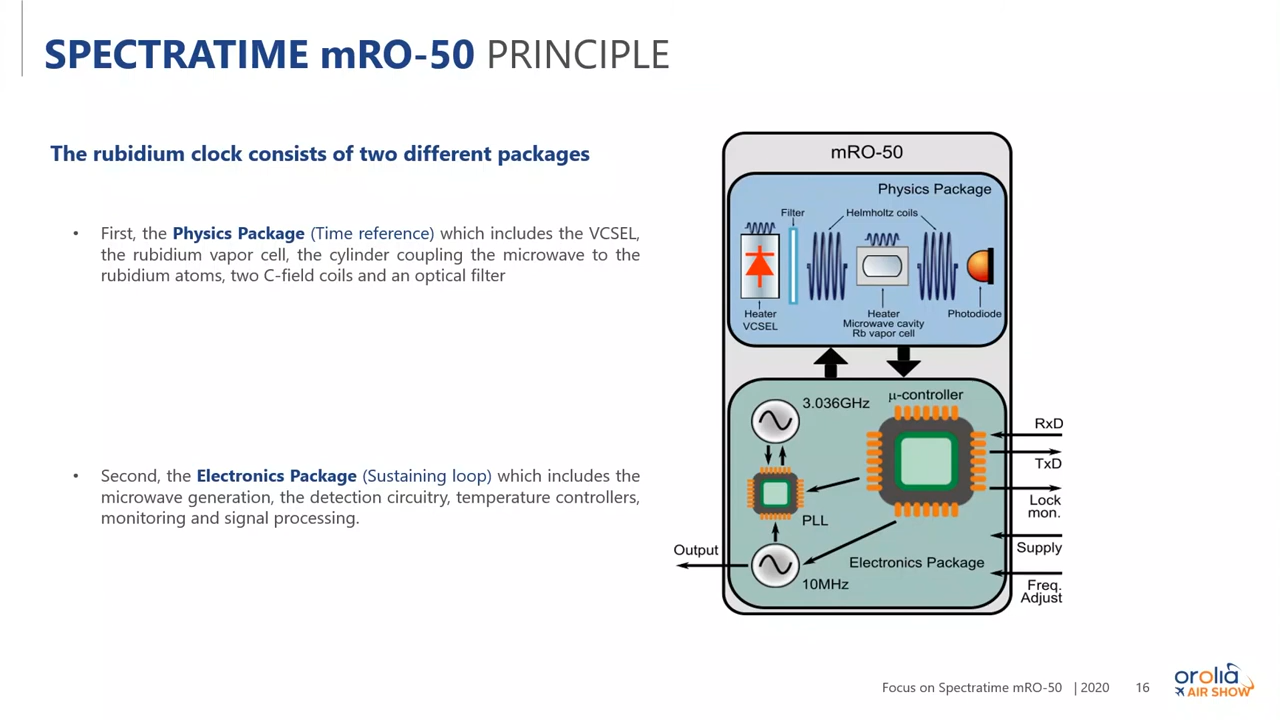 SPECTRATIME mRO-50 PRINCIPLE
The rubidium clock consists of two different packages
• First, the Physics Package (Time reference) which includes the VCSEL,
the rubidium vapor cell, the cylinder coupling the microwave to the
rubidium atoms, two C-field coils and an optical filter
• Second, the Electronics Package (Sustaining loop) which includes the
microwave generation, the detection circuitry, temperature controllers,
monitoring and signal processing.
mRO-50
Physics Package
Filter
Helmholtz coils
Heater
VCSEL
Heater
Microwave cavity
Rb vapor cell
Photodiode
3.036GHz
µ-controller
PLL
10MHz
Electronics Package
Output
RxD
TxD
Lock
mon.
Supply
Freq.
Adjust
Focus on Spectratime mRO-50 | 2020 16
orolia
AIR SHOW